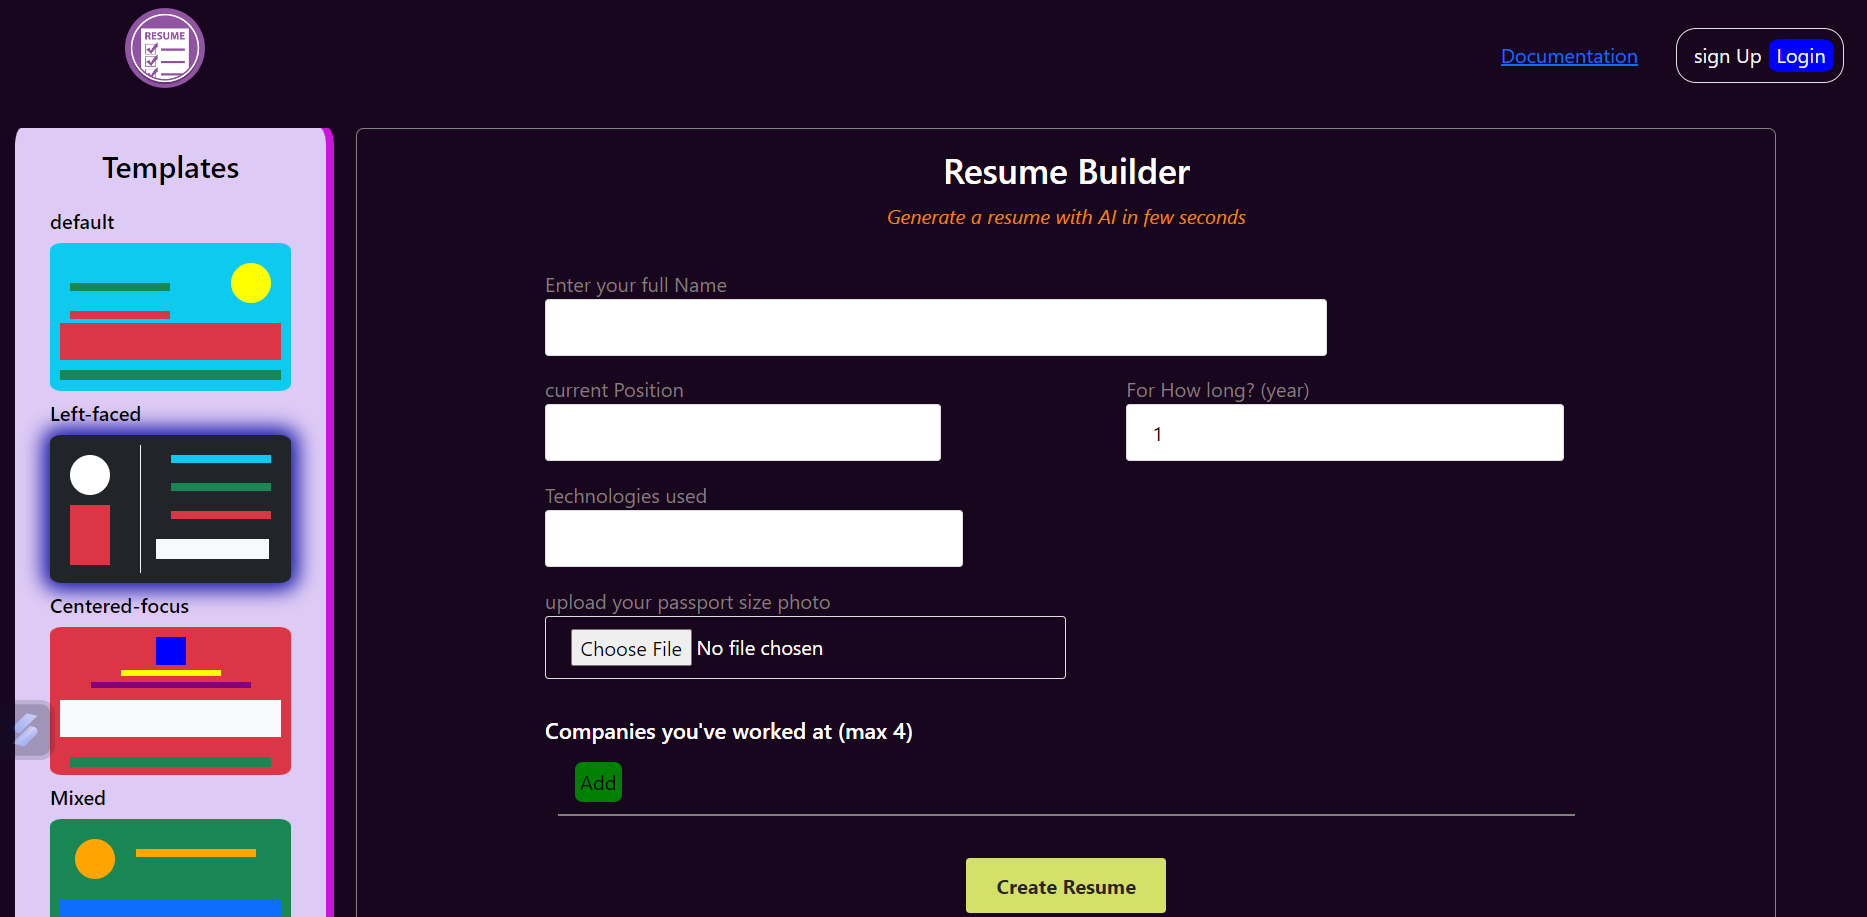 RESUME
Documentation
sign Up Login
Templates
default
Left-faced
Centered-focus
Mixed
Resume Builder
Generate a resume with AI in few seconds
Enter your full Name
current Position
For How long? (year)
1
Technologies used
upload your passport size photo
Choose File No file chosen
Companies you've worked at (max 4)
Add
Create Resume